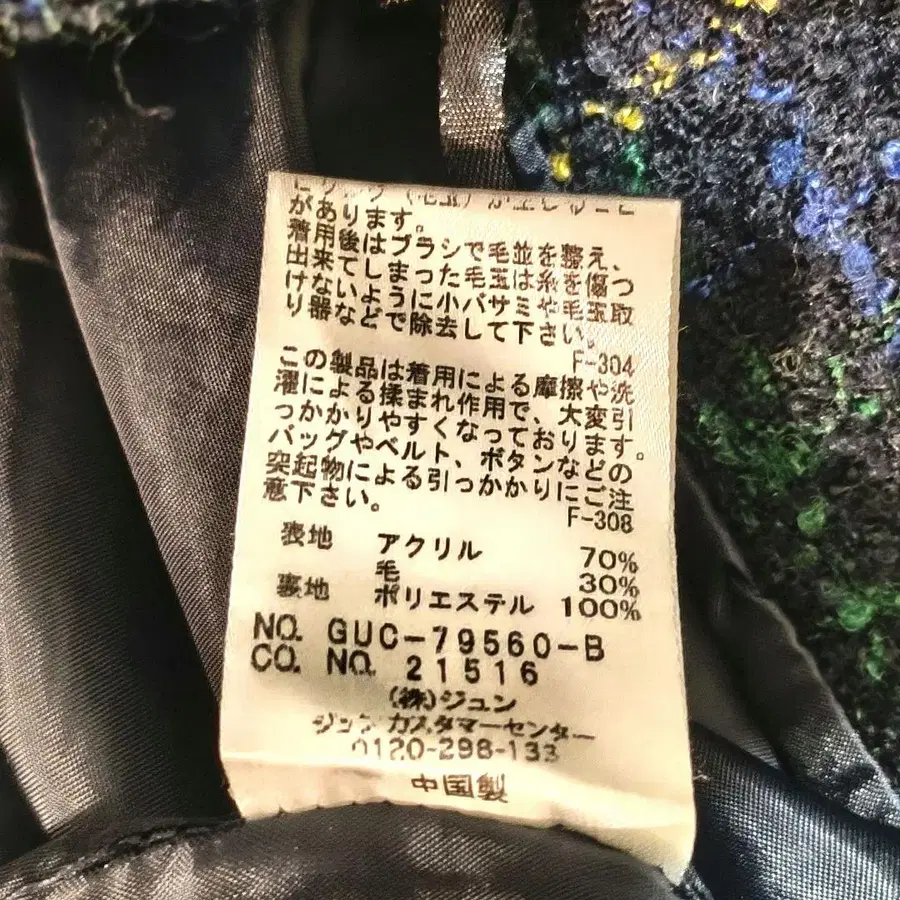 があります。
着用後はブラシで毛並を整え、
出来てしまった毛玉は糸を傷つ
けないように小バサミや毛玉取
り器などで除去して下さい。
F-304
この製品は着用による摩擦や洗
濯による揉まれ作用で、大変引
っかかりやすくなっております。
バッグやベルト、ボタンなどの
突起物による引っかかりにご注
意下さい。
F-308
表地 アクリル 70%
毛 30%
裏地 ポリエステル 100%
NO. GUC-79560-B
CO. NO. 21516
(株)ジュン
ジュン カスタマーセンター
0120-298-133
中国製